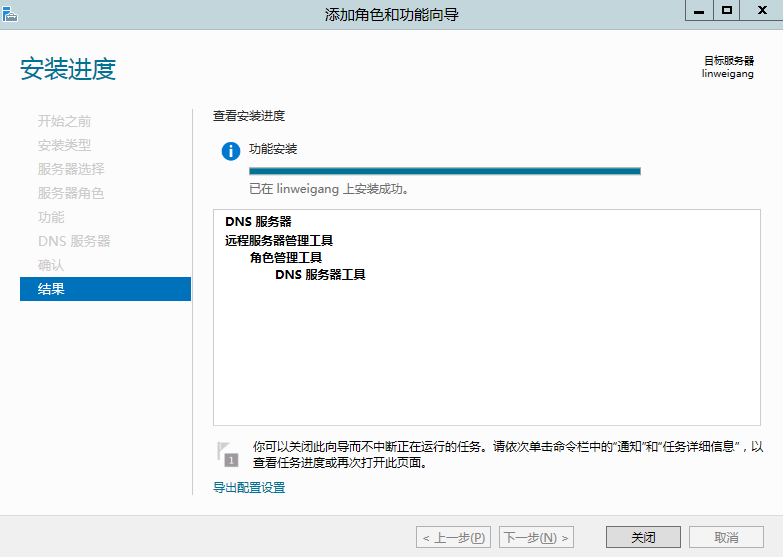 添加角色和功能向导
安装进度
目标服务器
linweigang
开始之前
安装类型
服务器选择
服务器角色
功能
DNS 服务器
确认
结果
查看安装进度
功能安装
已在 linweigang 上安装成功。
DNS 服务器
远程服务器管理工具
角色管理工具
DNS 服务器工具
1
你可以关闭此向导而不中断正在运行的任务。请依次单击命令栏中的"通知"和"任务详细信息"，以
查看任务进度或再次打开此页面。
导出配置设置
< 上一步(P)
下一步(N) >
关闭
取消